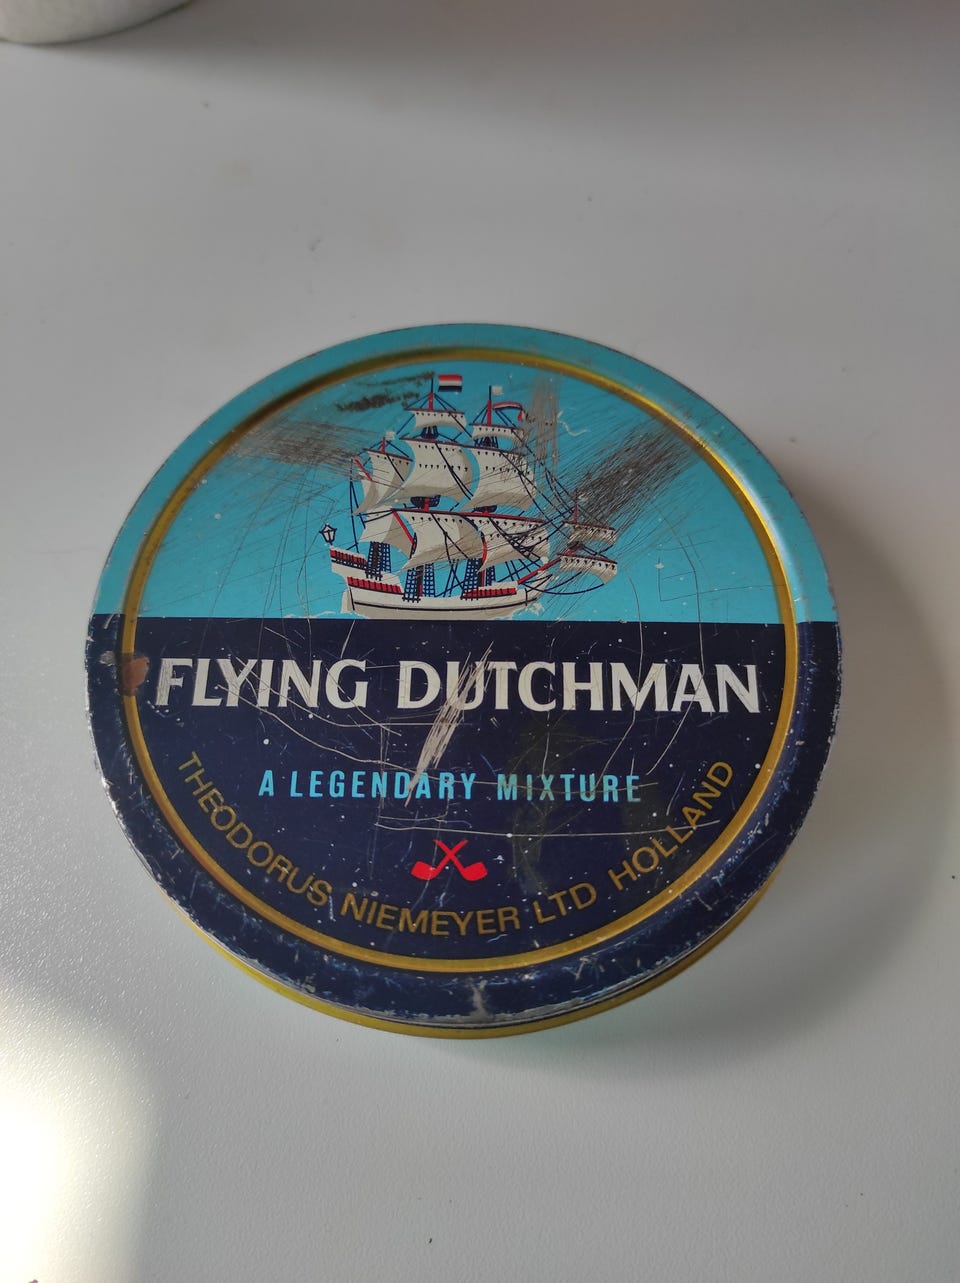 FLYING DUTCHMAN
A LEGENDARY MIXTURE
THEODORUS NIEMEYER LTD HOLLAND